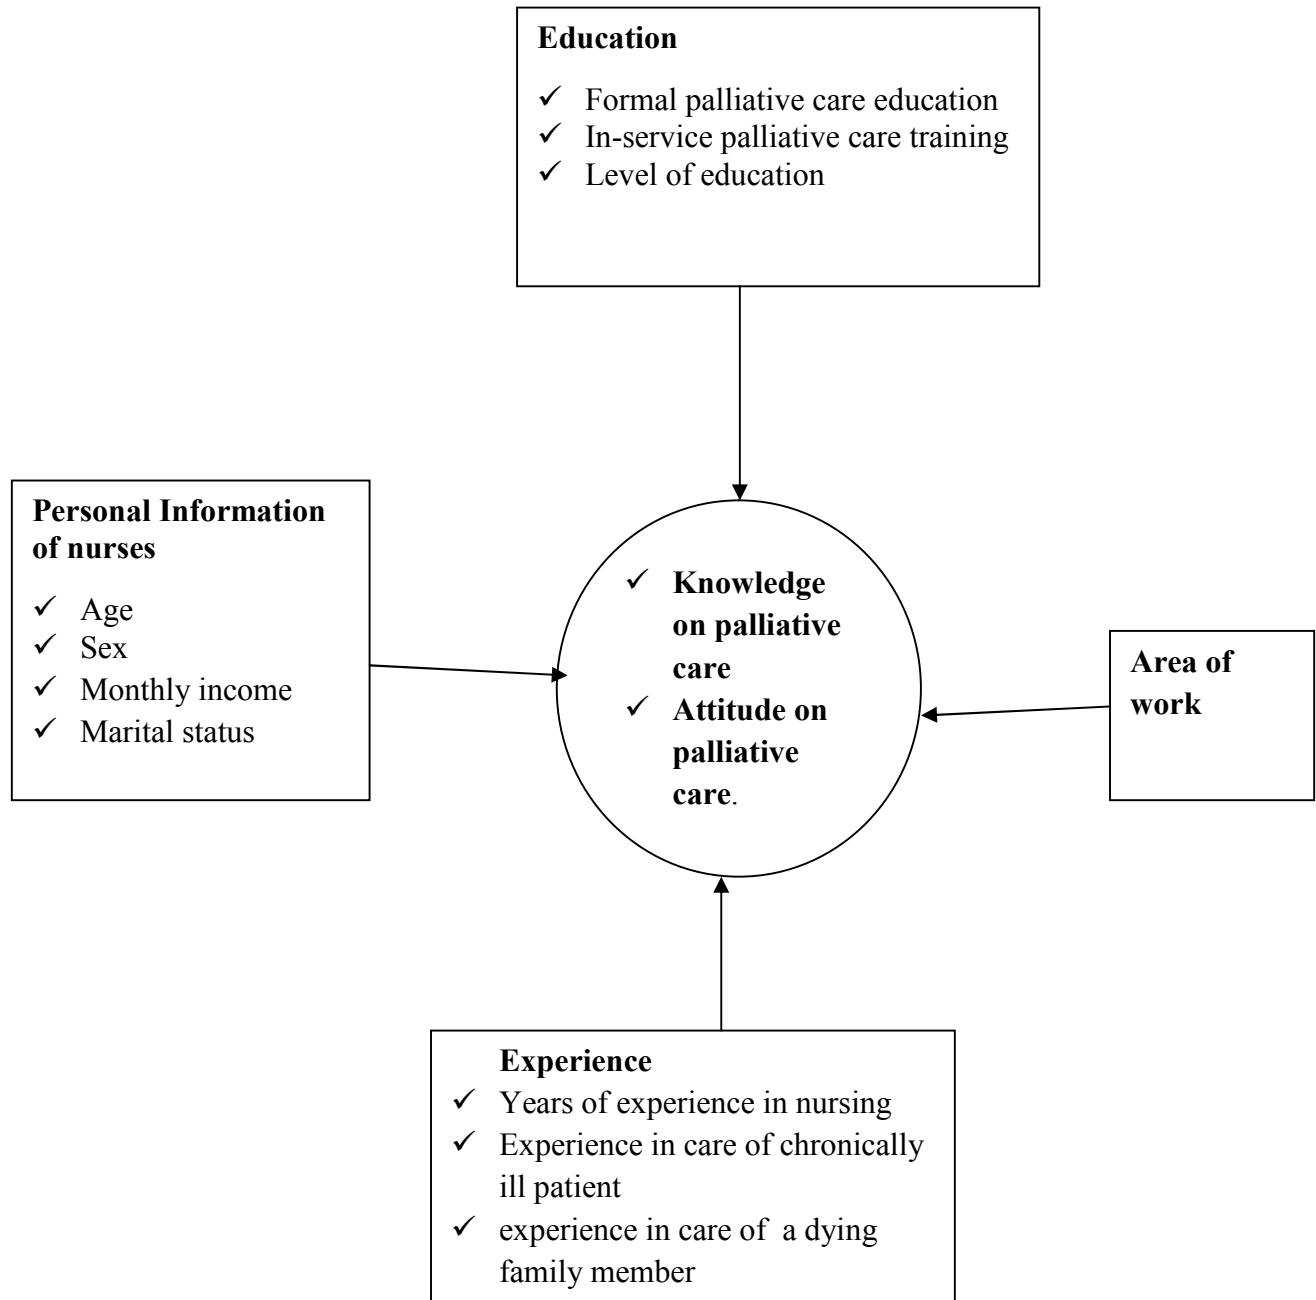 Education
✓ Formal palliative care education
✓ In-service palliative care training
✓ Level of education
Personal Information
of nurses
✓ Age
✓ Sex
✓ Monthly income
✓ Marital status
✓ Knowledge
on palliative
care
✓ Attitude on
palliative
care.
Area of
work
Experience
✓ Years of experience in nursing
✓ Experience in care of chronically
ill patient
✓ experience in care of a dying
family member